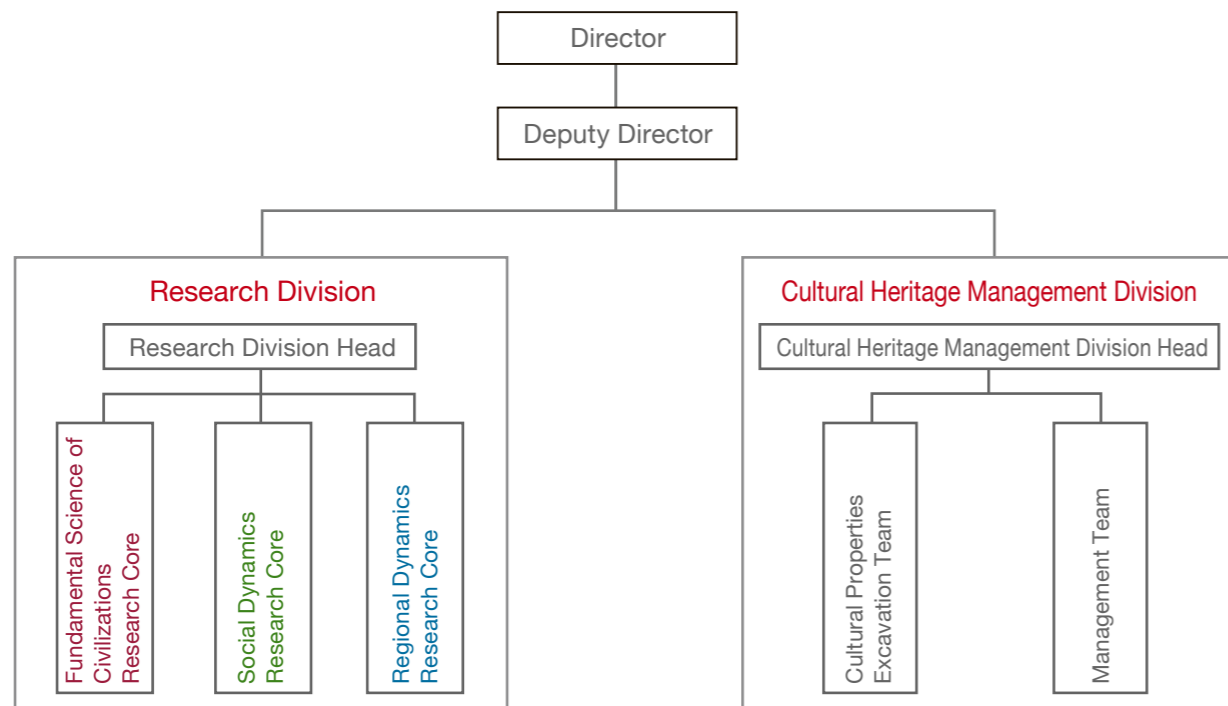 Director
Deputy Director
Research Division
Research Division Head
Fundamental Science of
Civilizations
Research Core
Social Dynamics
Research Core
Regional Dynamics
Research Core
Cultural Heritage Management Division
Cultural Heritage Management Division Head
Cultural Properties
Excavation Team
Management Team